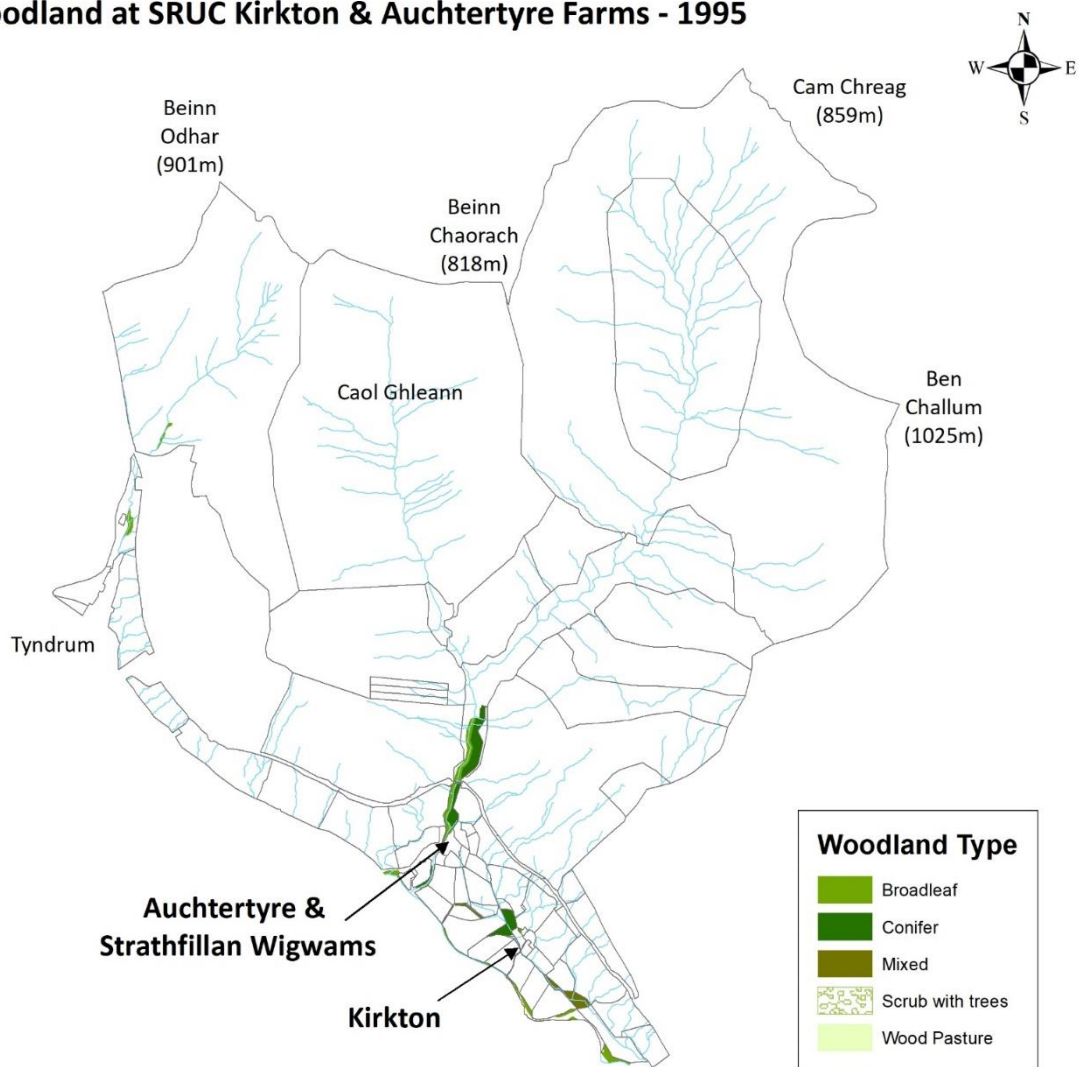 odland at SRUC Kirkton & Auchtertyre Farms - 1995
N
W
E
S
Cam Chreag
(859m)
Beinn
Odhar
(901m)
Beinn
Chaorach
(818m)
Caol Ghleann
Ben
Challum
(1025m)
Tyndrum
Auchtertyre &
Strathfillan Wigwams
Kirkton
Woodland Type
Broadleaf
Conifer
Mixed
Scrub with trees
Wood Pasture